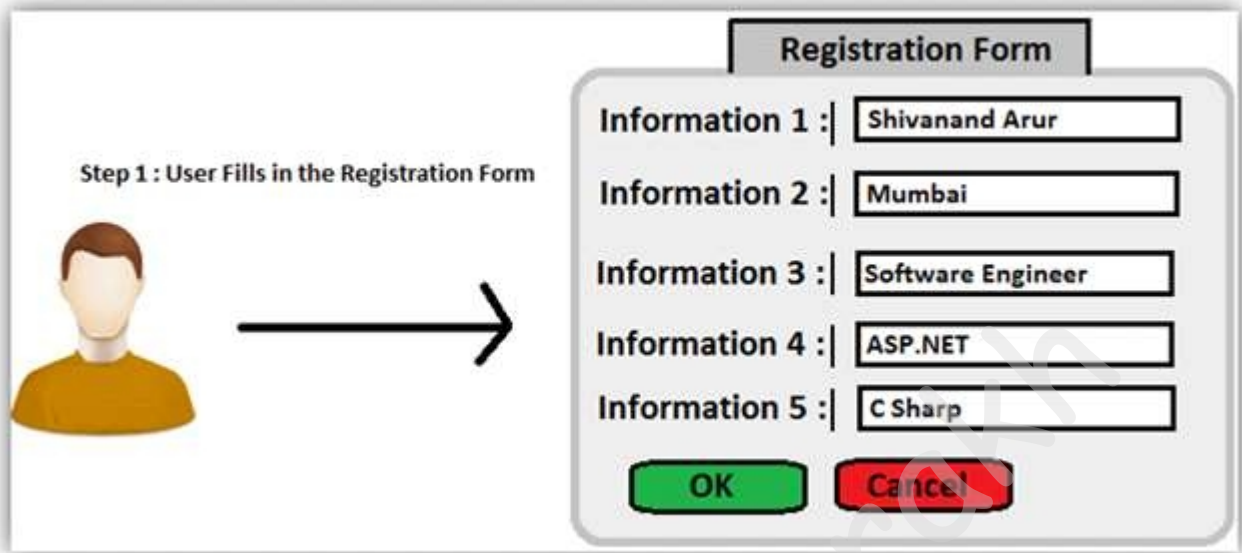 Registration Form
Step 1 : User Fills in the Registration Form
Information 1 : Shivanand Arur
Information 2 : Mumbai
Information 3 : Software Engineer
Information 4 : ASP.NET
Information 5 : C Sharp
OK Cancel